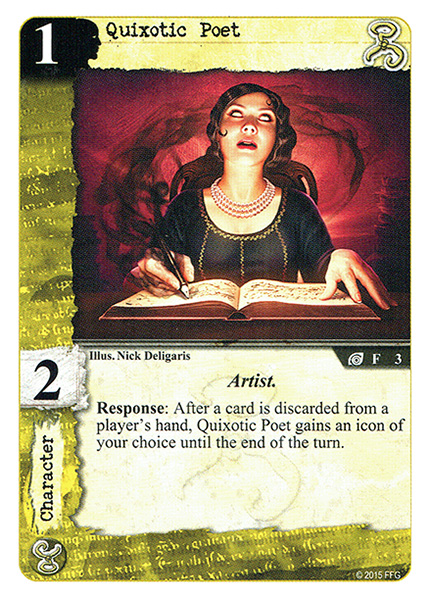 1
Quixotic Poet
Illus. Nick Deligaris
F 3
2
Artist.
Response: After a card is discarded from a
player's hand, Quixotic Poet gains an icon of
your choice until the end of the turn.
Character
© 2015 FFG